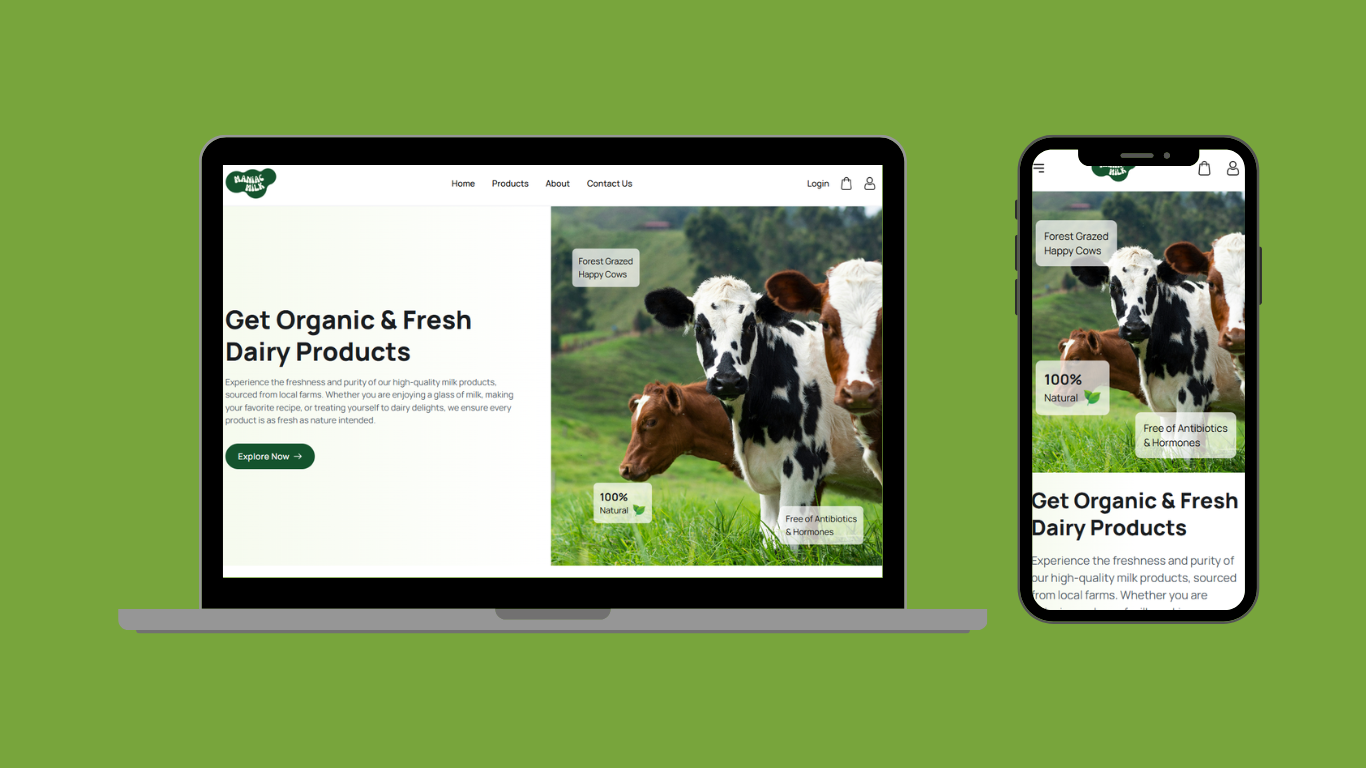 MANIAC
MILK
Home Products About Contact Us Login
Get Organic & Fresh
Dairy Products
Experience the freshness and purity of our high-quality milk products,
sourced from local farms. Whether you are enjoying a glass of milk, making
your favorite recipe, or treating yourself to dairy delights, we ensure every
product is as fresh as nature intended.
Explore Now →
Forest Grazed
Happy Cows
100%
Natural
Free of Antibiotics
& Hormones
MILK
Forest Grazed
Happy Cows
100%
Natural
Free of Antibiotics
& Hormones
Get Organic & Fresh
Dairy Products
Experience the freshness and purity of
our high-quality milk products, sourced
from local farms. Whether you are